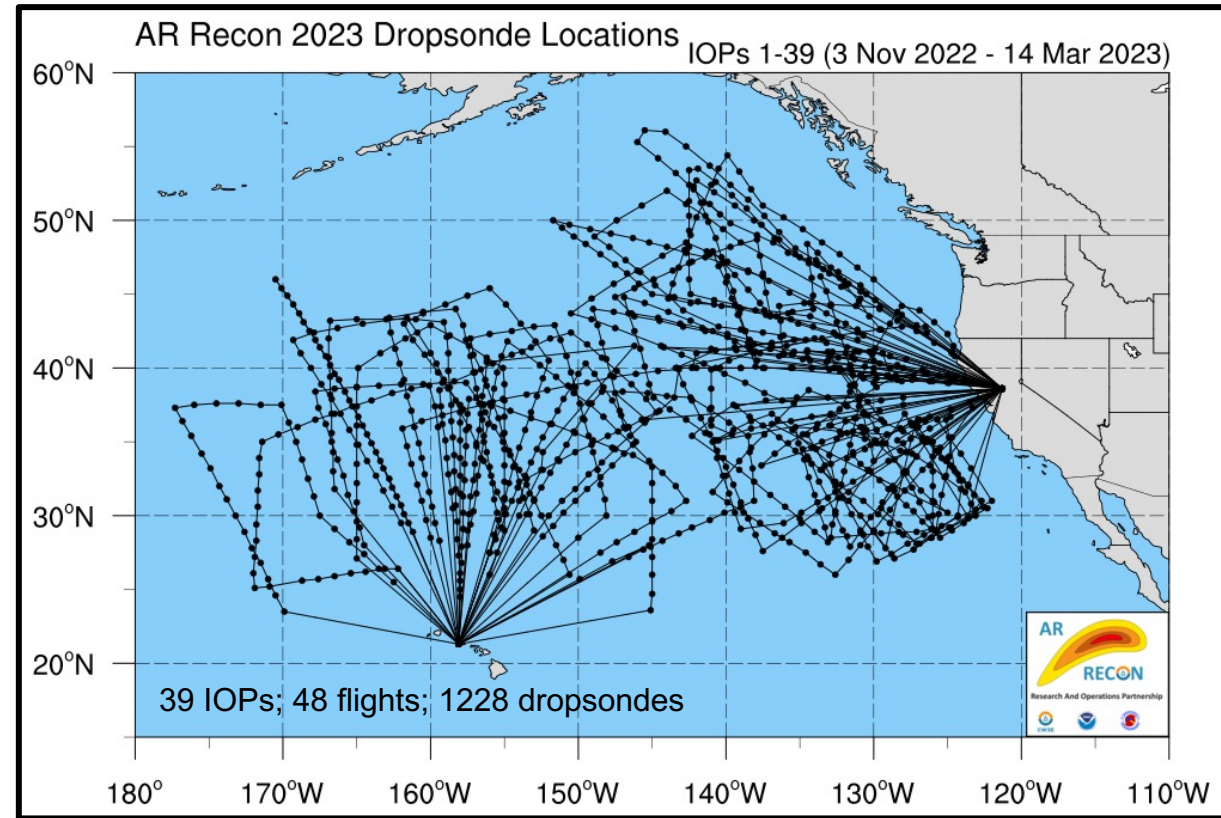 AR Recon 2023 Dropsonde Locations
IOPs 1-39 (3 Nov 2022 - 14 Mar 2023)
60°N
50°N
40°N
30°N
20°N
39 IOPs; 48 flights; 1228 dropsondes
AR
RECON
Research And Operations Partnership
CW3E
180° 170°W 160°W 150°W 140°W 130°W 120°W 110°W